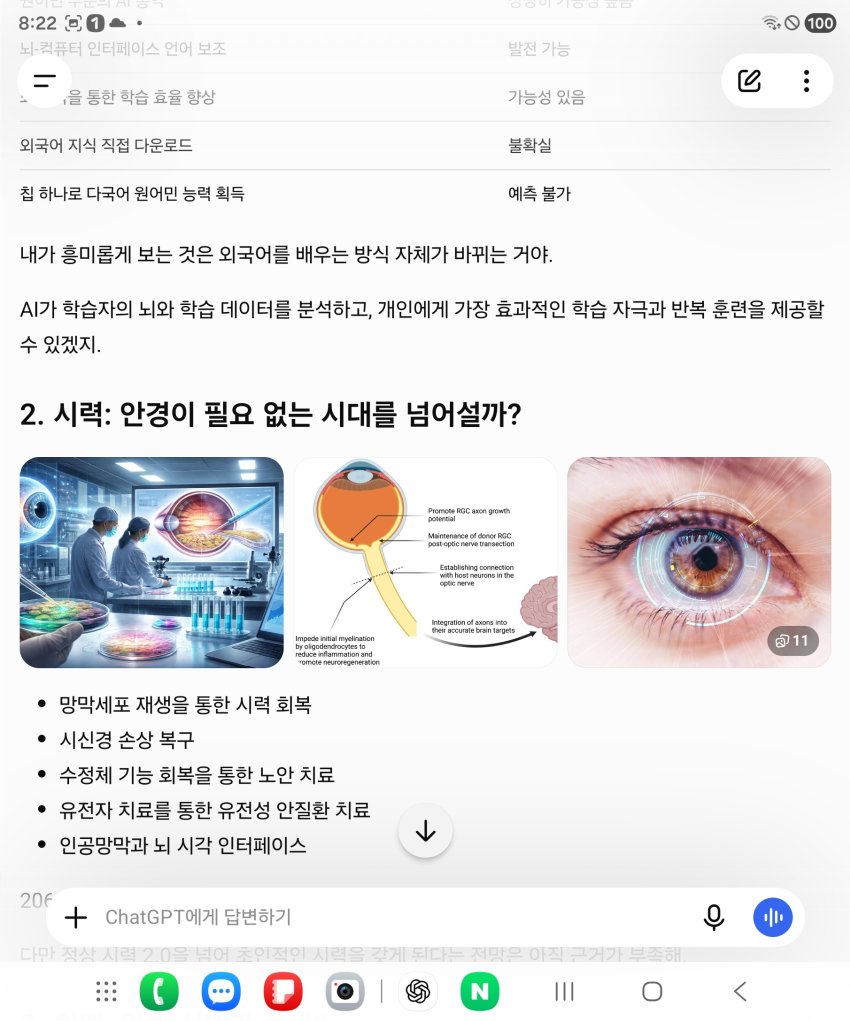 8:22
1
100
뇌-컴퓨터 인터페이스 언어 보조
발전 가능
을 통한 학습 효율 향상
가능성 있음
외국어 지식 직접 다운로드
불확실
칩 하나로 다국어 원어민 능력 획득
예측 불가
내가 흥미롭게 보는 것은 외국어를 배우는 방식 자체가 바뀌는 거야.
AI가 학습자의 뇌와 학습 데이터를 분석하고, 개인에게 가장 효과적인 학습 자극과 반복 훈련을 제공할
수 있겠지.
2. 시력: 안경이 필요 없는 시대를 넘어설까?
Promote RGC axon growth
potential
Maintenance of donor RGC
post-optic nerve transection
Establishing connection
with host neurons in the
optic nerve
Integration of axons into
their accurate brain targets
Impede initial myelination
by oligodendrocytes to
reduce inflammation and
promote neuroregeneration
11
망막세포 재생을 통한 시력 회복
시신경 손상 복구
수정체 기능 회복을 통한 노안 치료
유전자 치료를 통한 유전성 안질환 치료
인공망막과 뇌 시각 인터페이스
206
ChatGPT에게 답변하기
다만 정상 시력 2.0을 넘어 초인적인 시력을 갖게 된다는 전망은 아직 근거가 부족해.
N